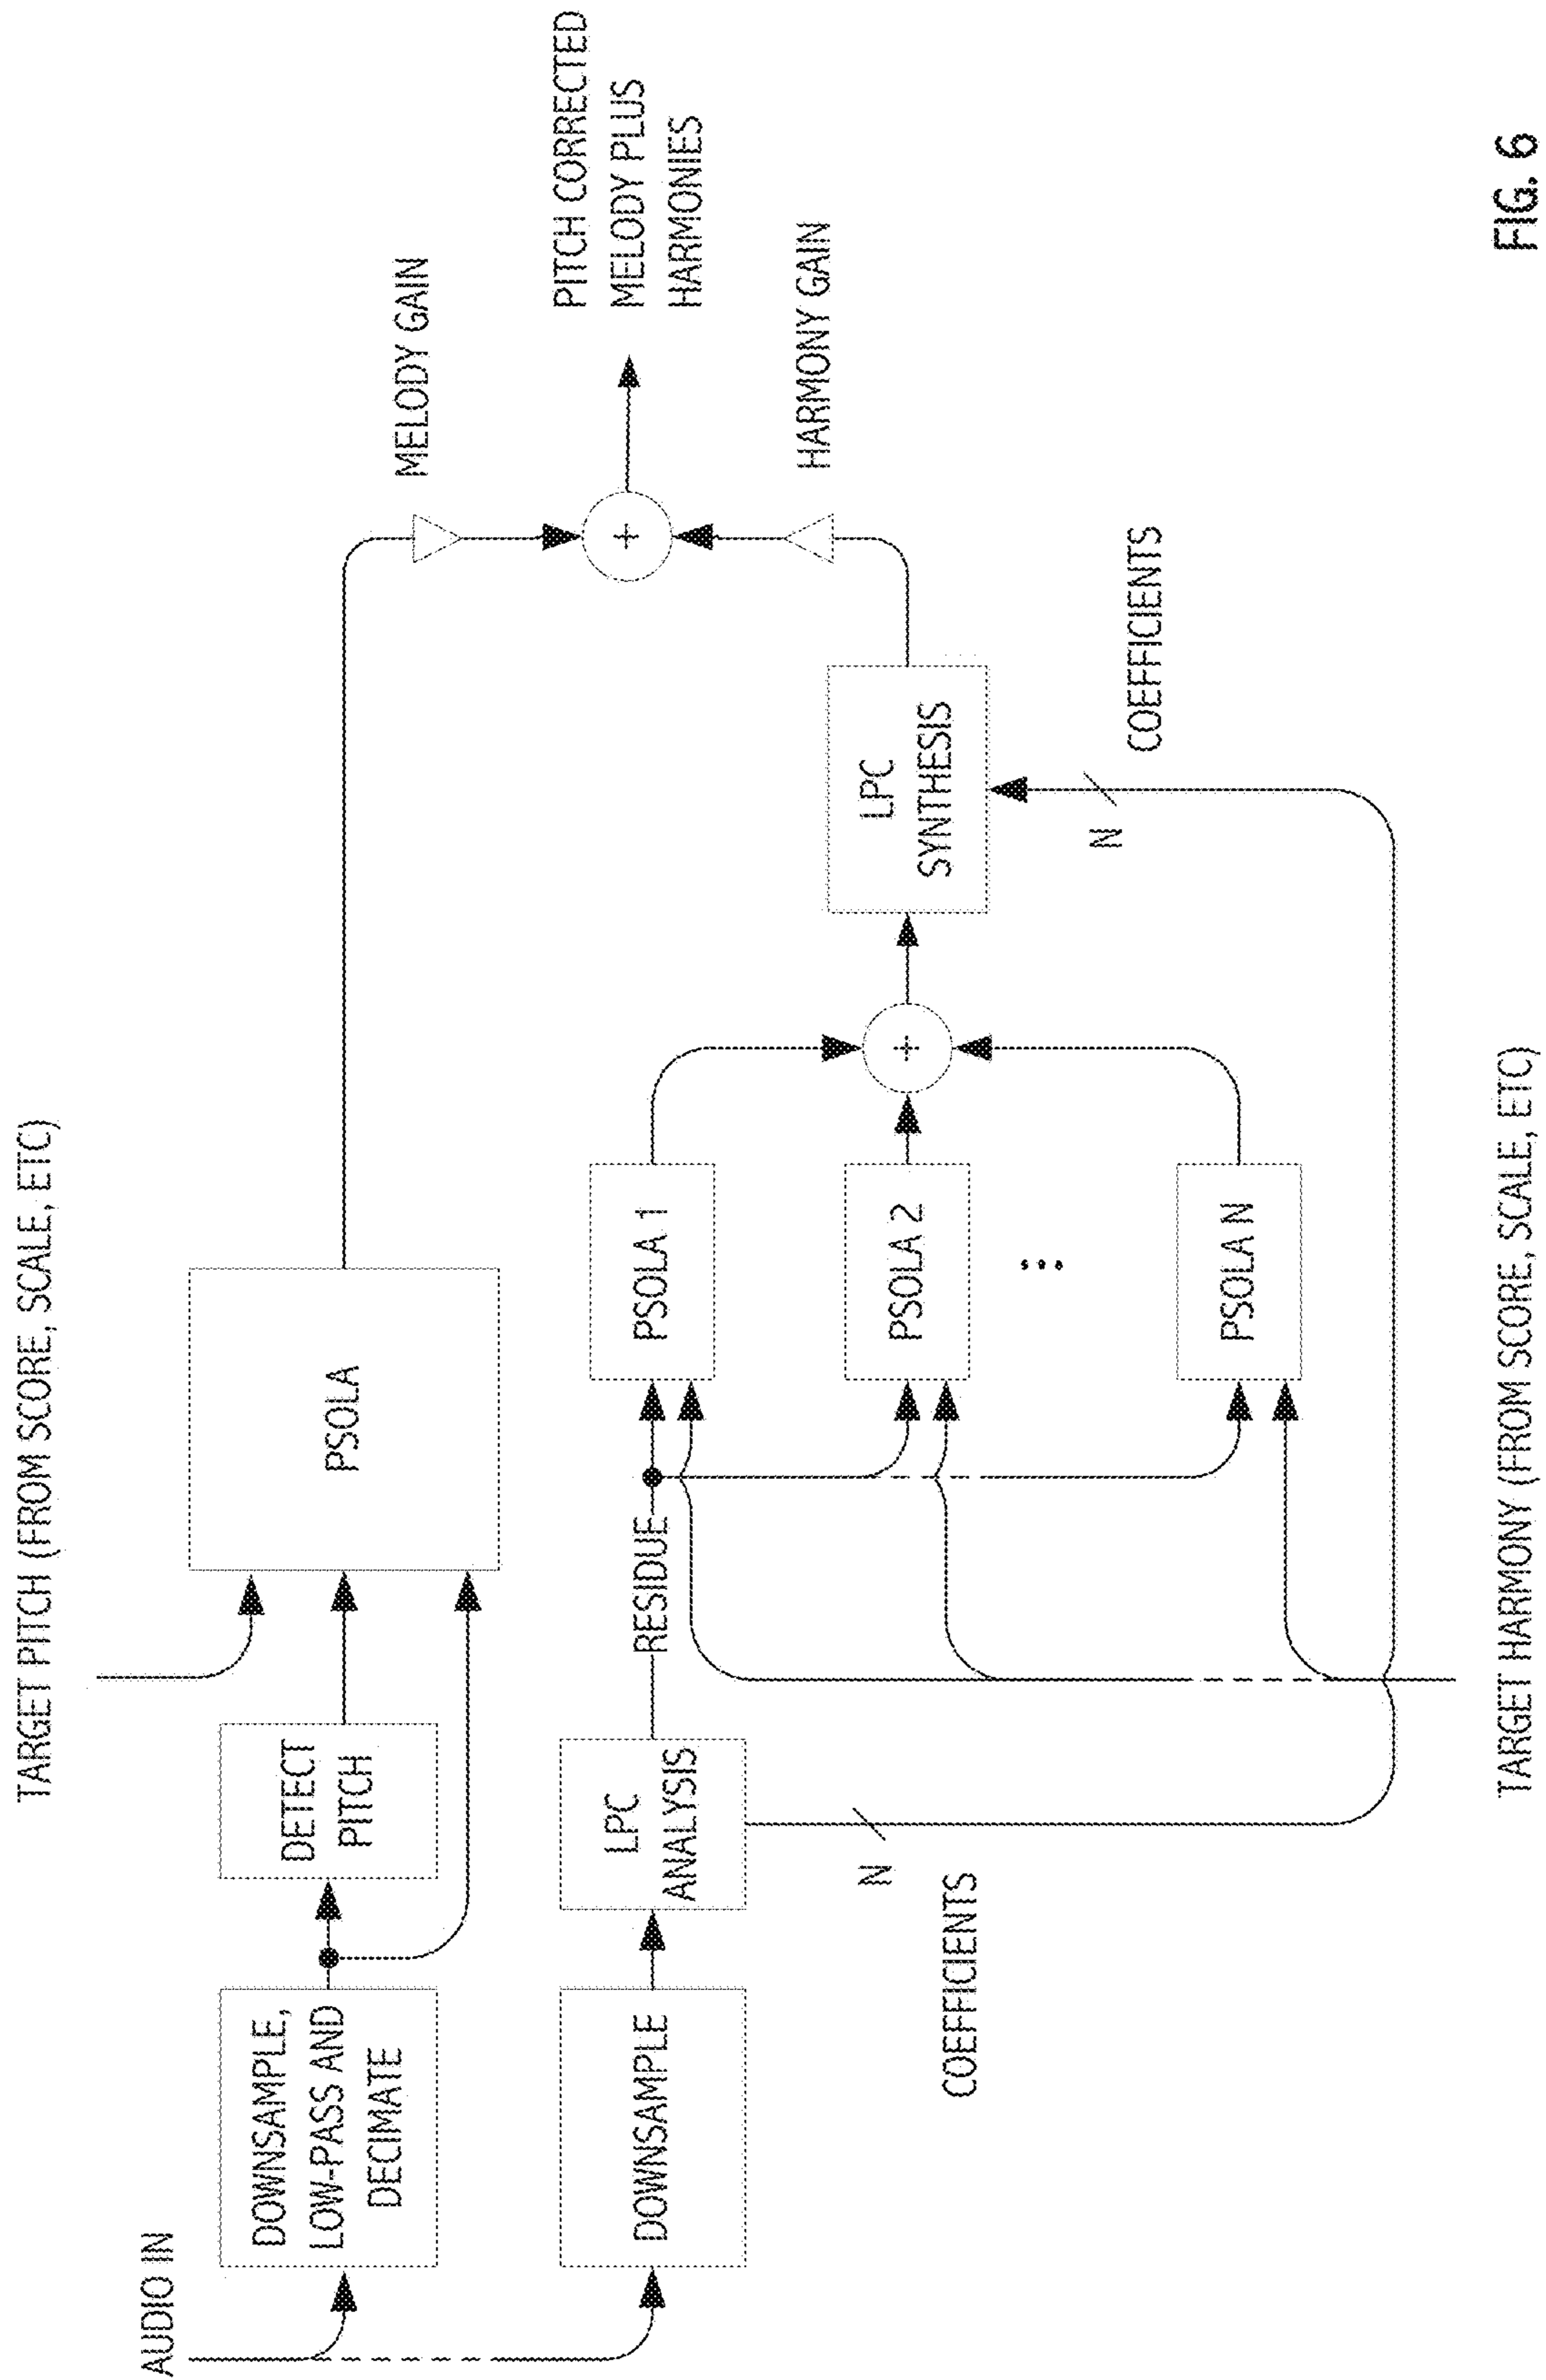 TARGET PITCH (FROM SCORE, SCALE, ETC)
AUDIO IN
DOWNSAMPLE,
LOW-PASS AND
DECIMATE
DETECT
PITCH
PSOLA
MELODY GAIN
PITCH CORRECTED
MELODY PLUS
HARMONIES
DOWNSAMPLE
LPC
ANALYSIS
RESIDUE
PSOLA 1
PSOLA 2
...
PSOLA N
+
+
LPC
SYNTHESIS
HARMONY GAIN
N
COEFFICIENTS
N
COEFFICIENTS
TARGET HARMONY (FROM SCORE, SCALE, ETC)
FIG. 6